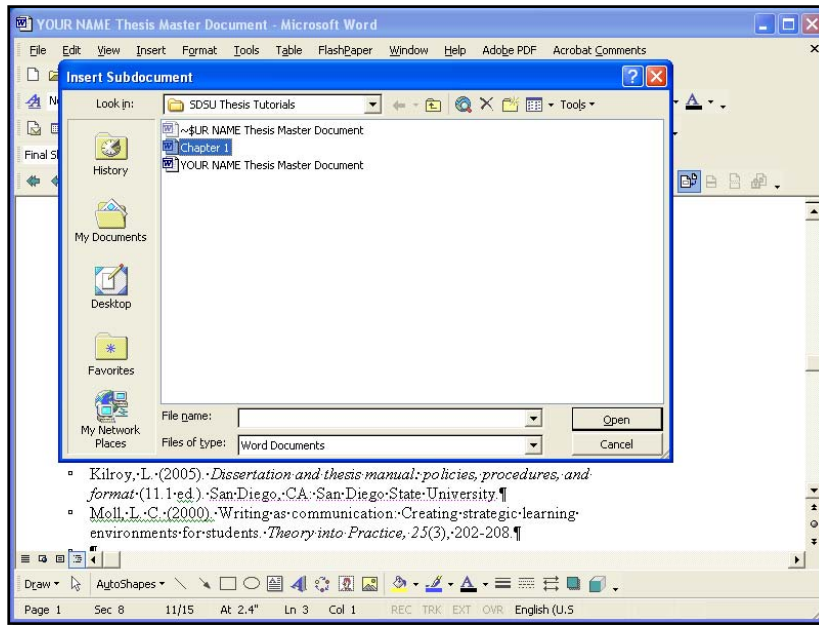 YOUR NAME Thesis Master Document - Microsoft Word
File Edit View Insert Format Tools Table FlashPaper Window Help Adobe PDF Acrobat Comments
Insert Subdocument
Look in: SDSU Thesis Tutorials Tools
Final
~$UR NAME Thesis Master Document
Chapter 1
YOUR NAME Thesis Master Document
History
My Documents
Desktop
Favorites
My Network Places
File name: Open
Files of type: Word Documents Cancel
Kilroy, L. (2005). Dissertation and thesis manual: policies, procedures, and
format (11.1 ed.). San Diego, CA: San Diego State University.¶
Moll, L. C. (2000). Writing as communication: Creating strategic learning
environments for students. Theory into Practice, 25(3), 202-208.¶
¶
Draw AutoShapes
Page 1 Sec 8 11/15 At 2.4" Ln 3 Col 1 REC TRK EXT OVR English (U.S